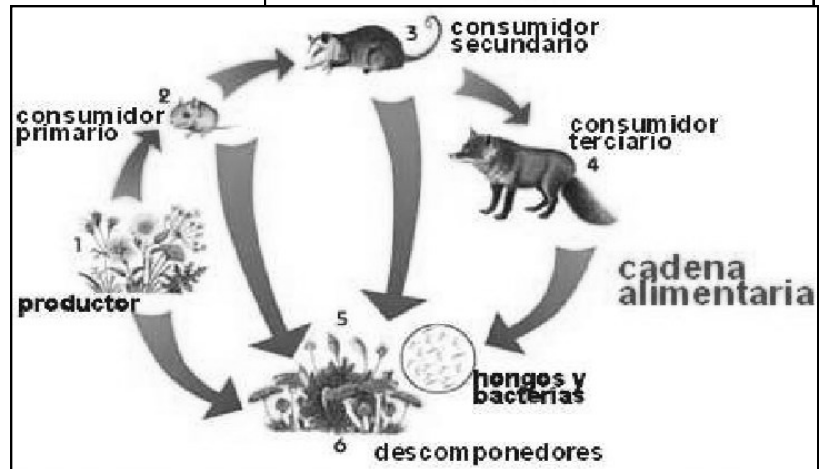 3
consumidor
secundario
2
consumidor
primario
consumidor
terciario
4
1
productor
cadena
alimentaria
5
hongos y
bacterias
6
descomponedores